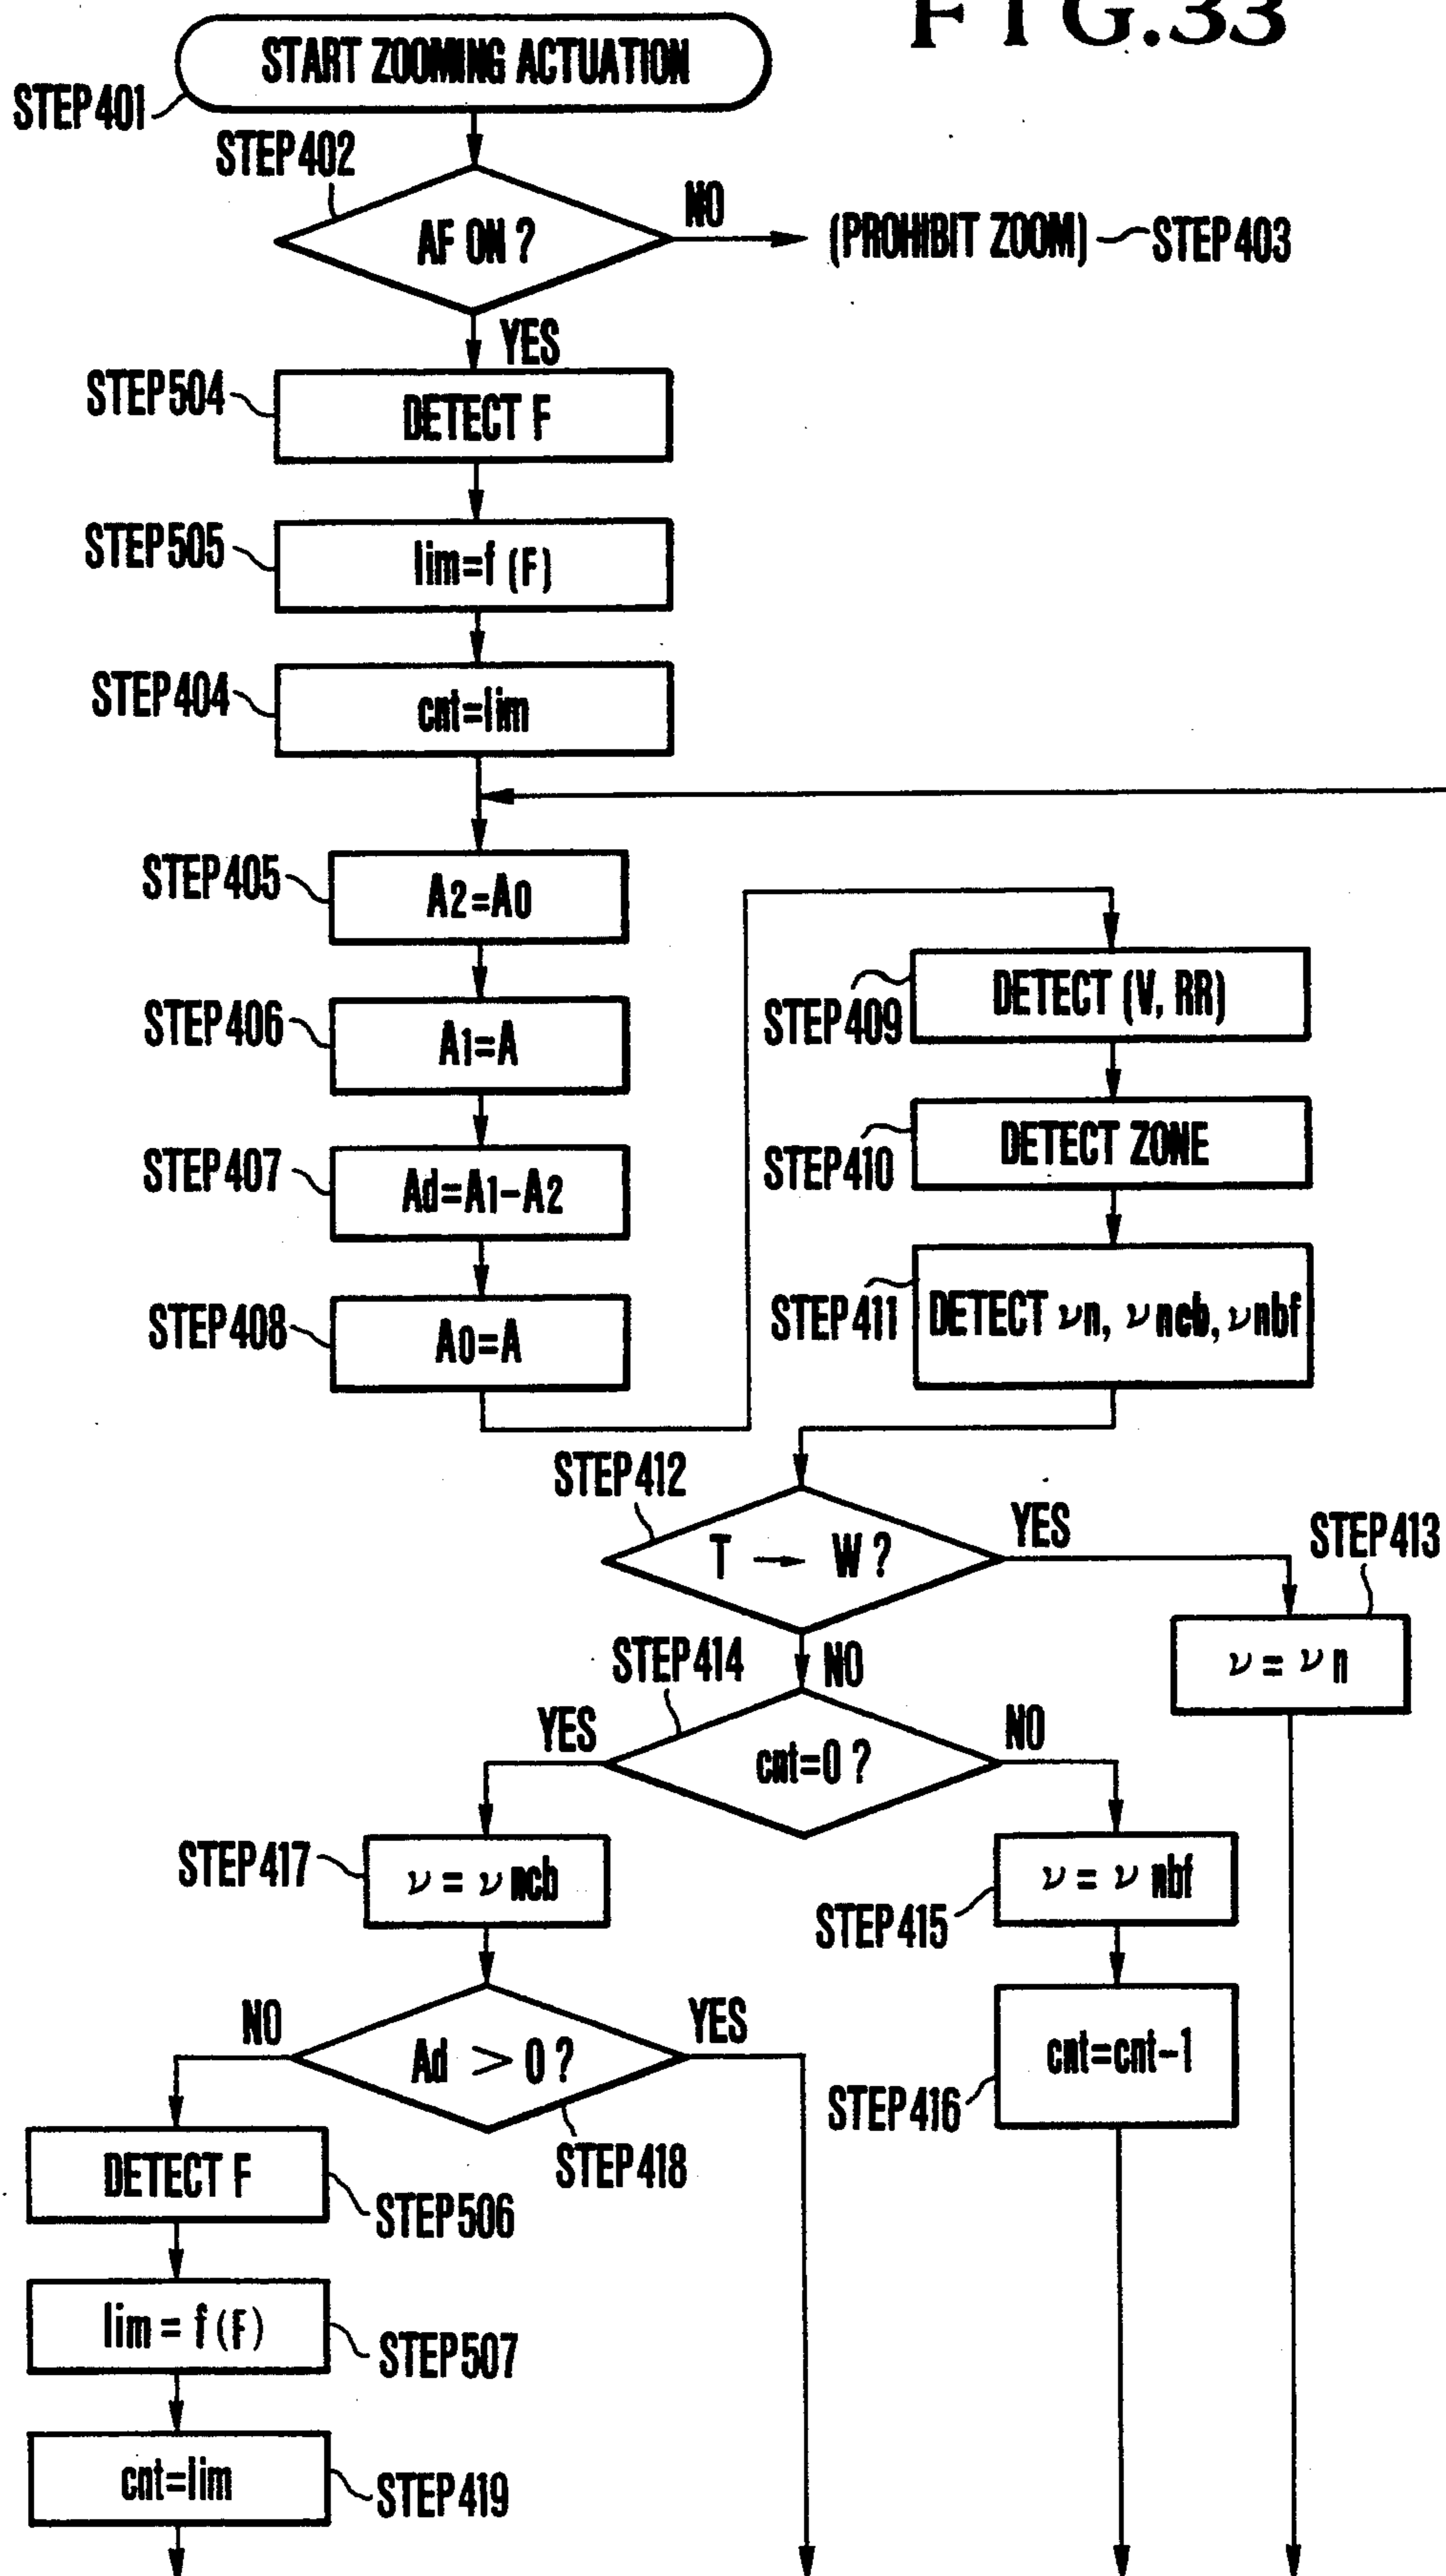 FIG.33
START ZOOMING ACTUATION
STEP401
STEP402
AF ON ?
NO
(PROHIBIT ZOOM)
STEP403
YES
STEP504
DETECT F
STEP505
lim=f (F)
STEP404
cnt=lim
STEP405
A2=A0
STEP406
A1=A
STEP407
Ad=A1-A2
STEP408
A0=A
STEP409
DETECT (V, RR)
STEP410
DETECT ZONE
STEP411
DETECT νn, νncb, νnbf
STEP412
T → W ?
YES
STEP413
ν = νn
NO
STEP414
cnt=0 ?
YES
NO
STEP417
ν = ν ncb
STEP415
ν = ν nbf
STEP416
cnt=cnt-1
NO
Ad > 0 ?
YES
STEP418
DETECT F
STEP506
lim = f (F)
STEP507
cnt=lim
STEP419